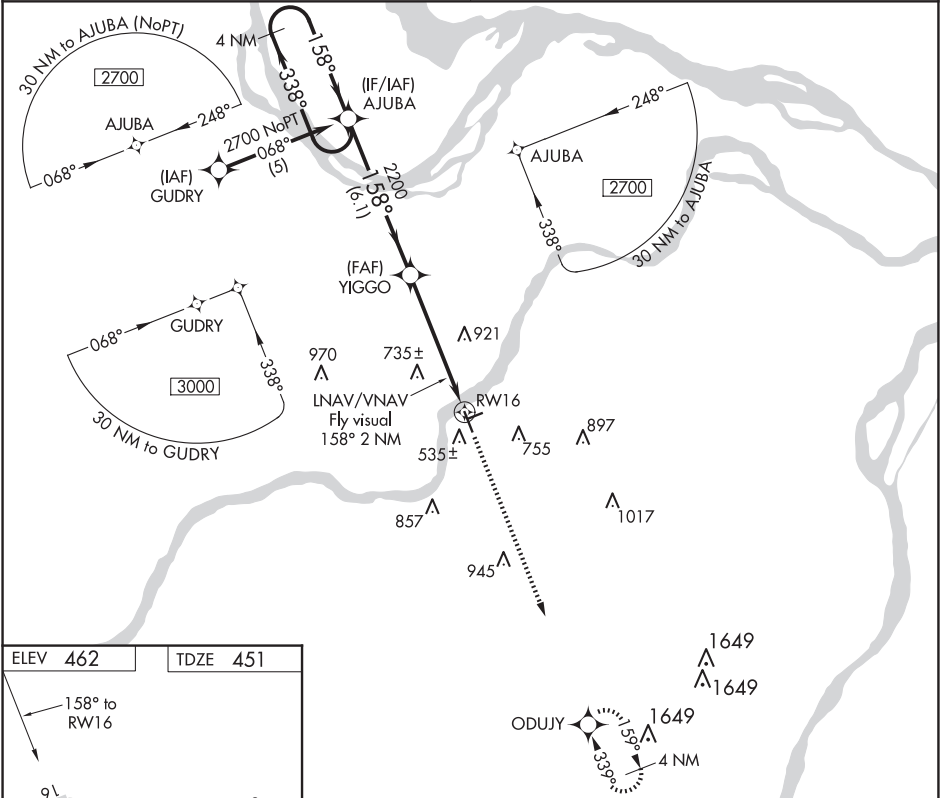 30 NM to AJUBA (NoPT)
2700
AJUBA
248°
068°
4 NM
158°
338°
(IF/IAF)
AJUBA
2700 NoPT
068°
(5)
(IAF)
GUDRY
2200
158°
(6.1)
248°
AJUBA
2700
338°
30 NM to AJUBA
(FAF)
YIGGO
068°
GUDRY
338°
3000
30 NM to GUDRY
921
970
735±
LNAV/VNAV
Fly visual
158° 2 NM
RW16
535±
755
897
857
1017
945
ELEV 462
TDZE 451
158° to
RW16
16
1649
1649
1649
ODUJY
159°
339°
4 NM